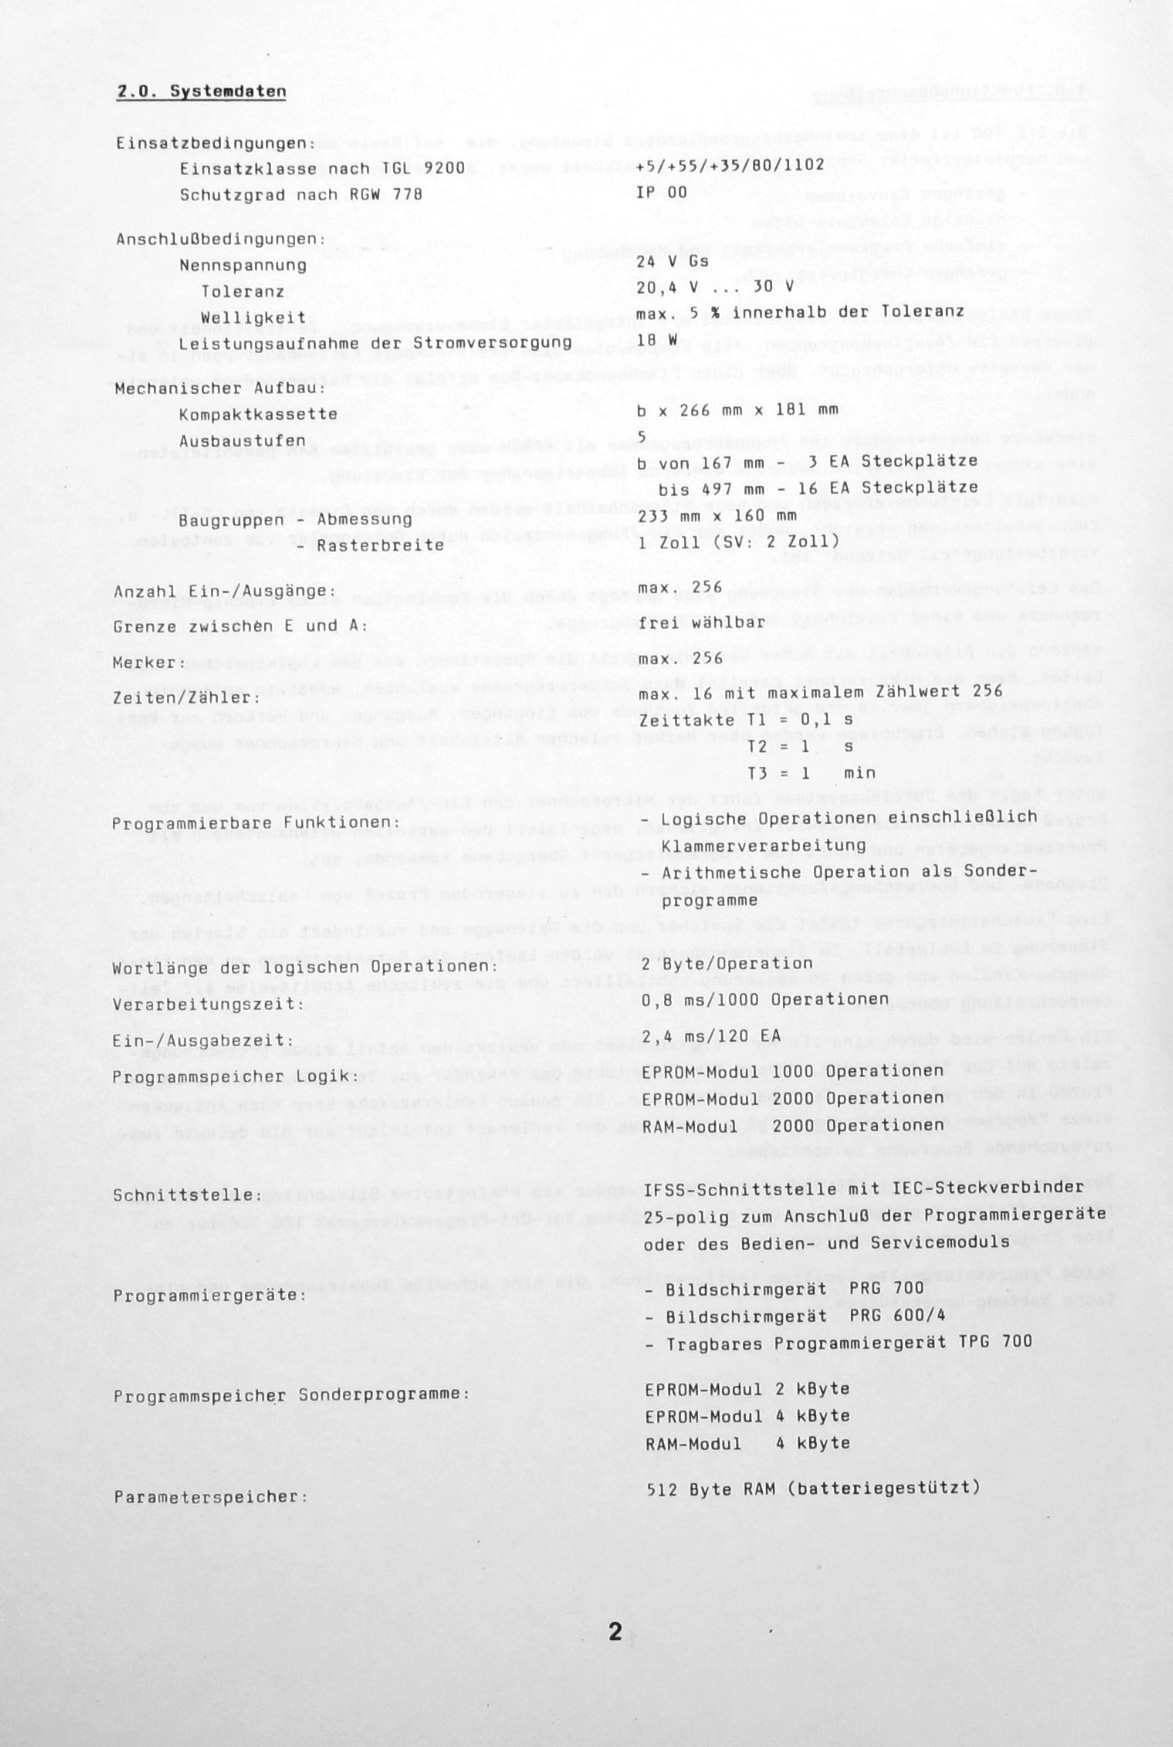 2.0. Systemdaten
Einsatzbedingungen:
Einsatzklasse nach TGL 9200 +5/+55/+35/80/1102
Schutzgrad nach RGW 778 IP 00
Anschlußbedingungen:
Nennspannung 24 V Gs
Toleranz 20,4 V ... 30 V
Welligkeit max. 5 % innerhalb der Toleranz
Leistungsaufnahme der Stromversorgung 18 W
Mechanischer Aufbau:
Kompaktkassette b x 266 mm x 181 mm
Ausbaustufen 5
b von 167 mm - 3 EA Steckplätze
bis 497 mm - 16 EA Steckplätze
Baugruppen - Abmessung 233 mm x 160 mm
- Rasterbreite 1 Zoll (SV: 2 Zoll)
Anzahl Ein-/Ausgänge: max. 256
Grenze zwischen E und A: frei wählbar
Merker: max. 256
Zeiten/Zähler: max. 16 mit maximalem Zählwert 256
Zeittakte T1 = 0,1 s
T2 = 1 s
T3 = 1 min
Programmierbare Funktionen: - Logische Operationen einschließlich
Klammerverarbeitung
- Arithmetische Operation als Sonder-
programme
Wortlänge der logischen Operationen: 2 Byte/Operation
Verarbeitungszeit: 0,8 ms/1000 Operationen
Ein-/Ausgabezeit: 2,4 ms/120 EA
Programmspeicher Logik: EPROM-Modul 1000 Operationen
EPROM-Modul 2000 Operationen
RAM-Modul 2000 Operationen
Schnittstelle: IFSS-Schnittstelle mit IEC-Steckverbinder
25-polig zum Anschluß der Programmiergeräte
oder des Bedien- und Servicemoduls
Programmiergeräte: - Bildschirmgerät PRG 700
- Bildschirmgerät PRG 600/4
- Tragbares Programmiergerät TPG 700
Programmspeicher Sonderprogramme: EPROM-Modul 2 kByte
EPROM-Modul 4 kByte
RAM-Modul 4 kByte
Parameterspeicher: 512 Byte RAM (batteriegestützt)
2